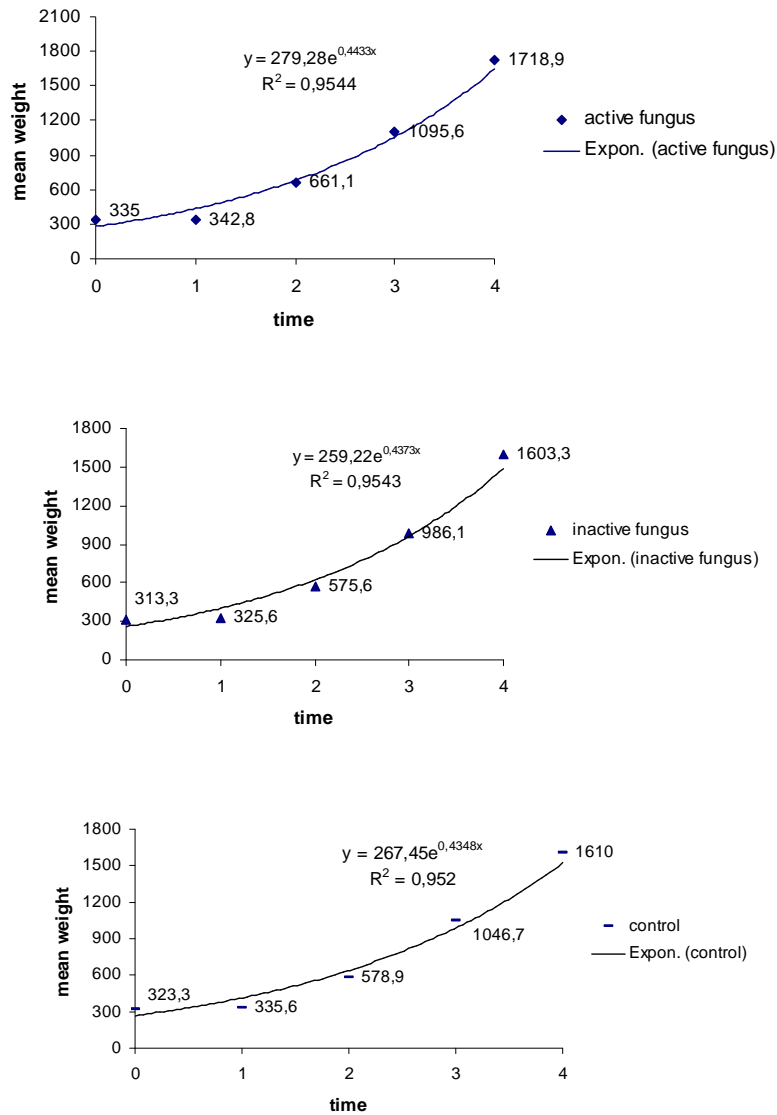 2100
1800
1500
1200
900
600
300
0
mean weight
y = 279,28e^0,4433x
R² = 0,9544
335
342,8
661,1
1095,6
1718,9
0 1 2 3 4
time
active fungus
Expon. (active fungus)
1800
1500
1200
900
600
300
0
mean weight
y = 259,22e^0,4373x
R² = 0,9543
313,3
325,6
575,6
986,1
1603,3
0 1 2 3 4
time
inactive fungus
Expon. (inactive fungus)
1800
1500
1200
900
600
300
0
mean weight
y = 267,45e^0,4348x
R² = 0,952
323,3
335,6
578,9
1046,7
1610
0 1 2 3 4
time
control
Expon. (control)